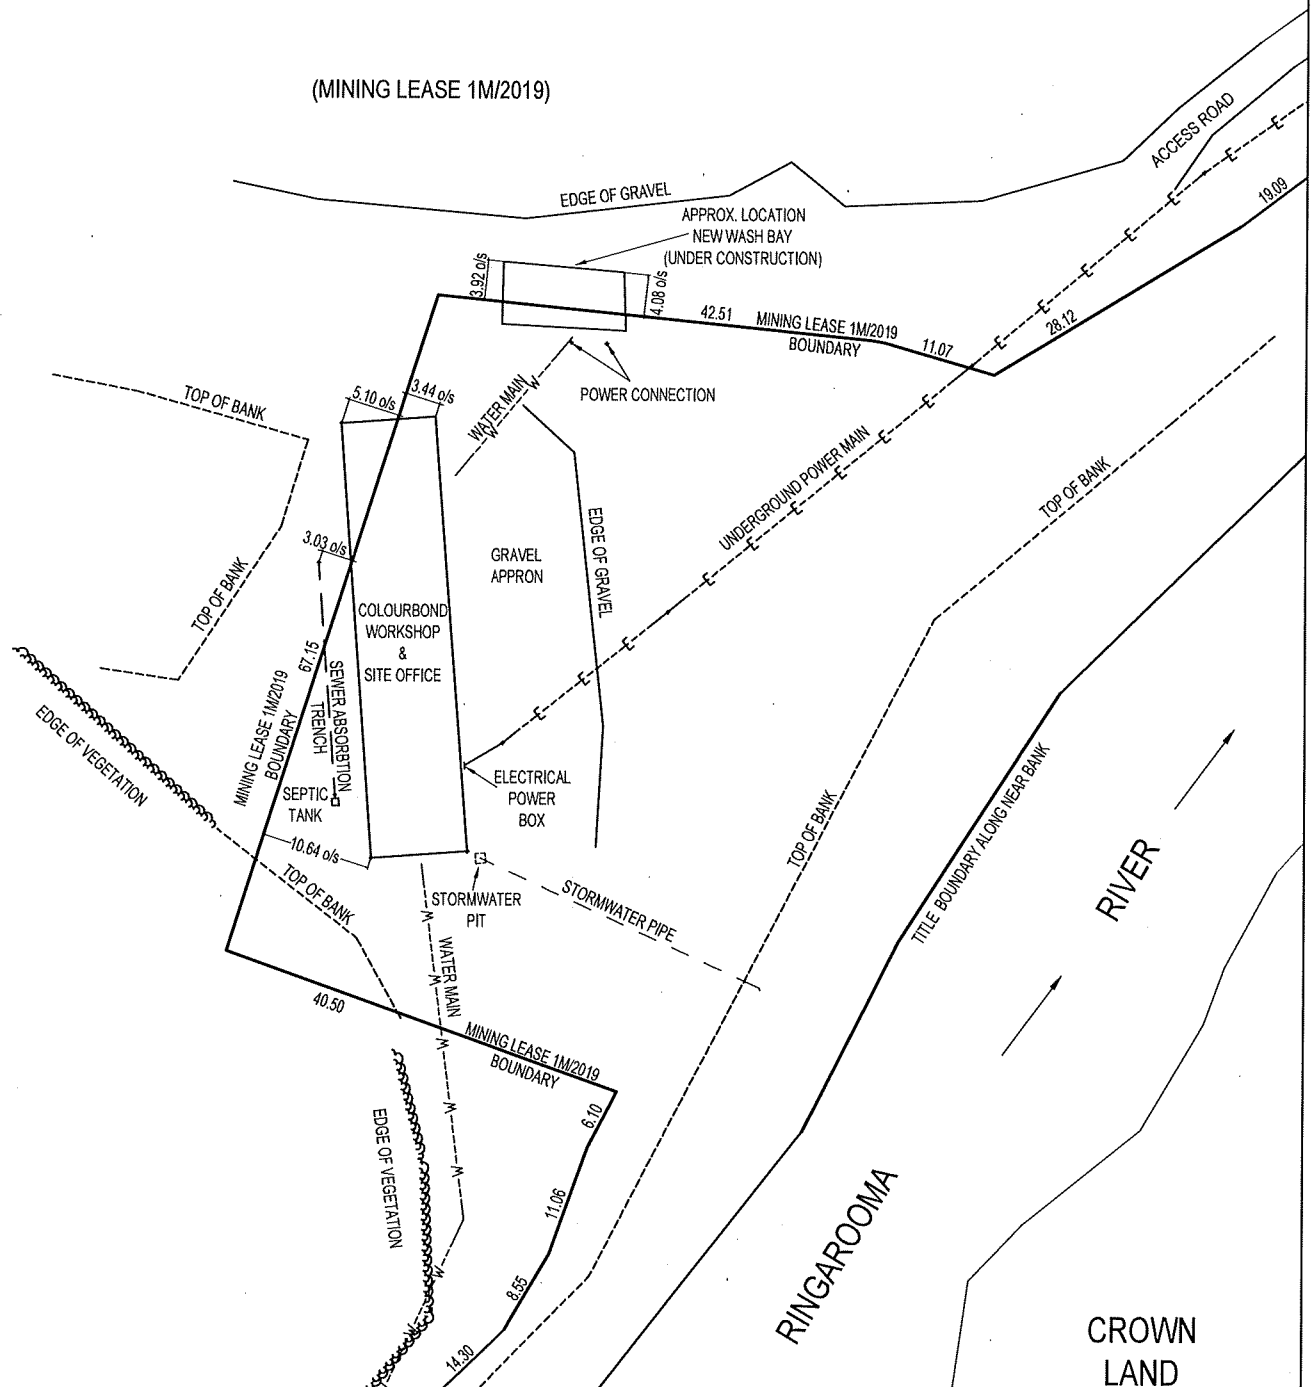 (MINING LEASE 1M/2019)
ACCESS ROAD
EDGE OF GRAVEL
19.09
APPROX. LOCATION
NEW WASH BAY
(UNDER CONSTRUCTION)
3.92 o/s
4.08 o/s
42.51
MINING LEASE 1M/2019
BOUNDARY
11.07
28.12
POWER CONNECTION
TOP OF BANK
5.10 o/s
3.44 o/s
WATER MAIN
W
W
UNDERGROUND POWER MAIN
TOP OF BANK
EDGE OF GRAVEL
GRAVEL
APPRON
3.03 o/s
TOP OF BANK
COLOURBOND
WORKSHOP
&
SITE OFFICE
67.15
MINING LEASE 1M/2019
BOUNDARY
SEWER ABSORBTION
TRENCH
EDGE OF VEGETATION
SEPTIC
TANK
ELECTRICAL
POWER
BOX
10.64 o/s
TOP OF BANK
TOP OF BANK
TITLE BOUNDARY ALONG NEAR BANK
STORMWATER
PIT
STORMWATER PIPE
RIVER
W
WATER MAIN
W
40.50
MINING LEASE 1M/2019
BOUNDARY
W
W
W
6.10
EDGE OF VEGETATION
11.06
W
8.55
W
14.30
RINGAROOMA
CROWN
LAND